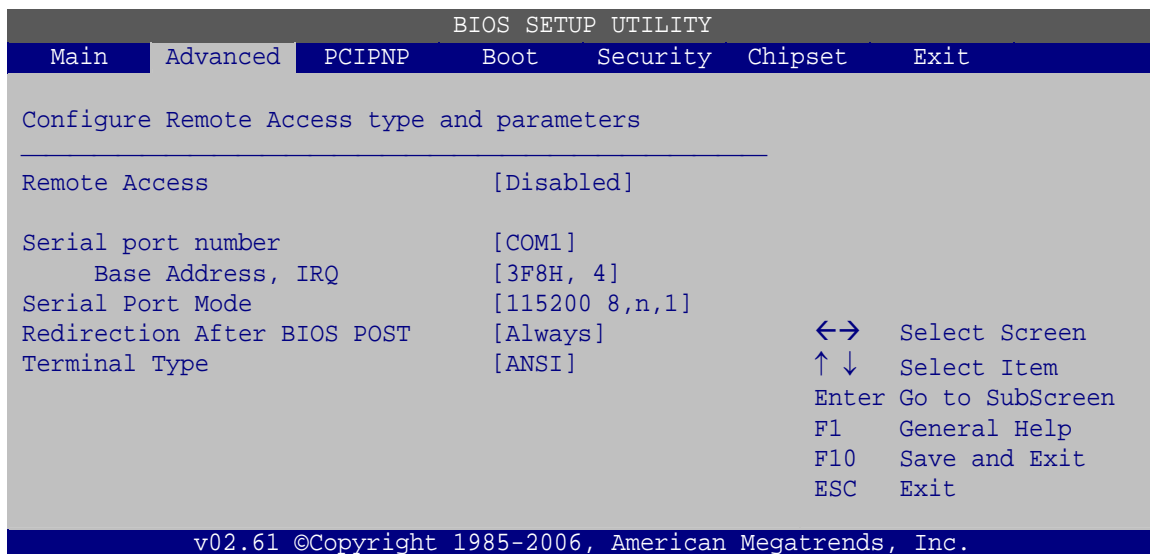 BIOS SETUP UTILITY
Main Advanced PCIPNP Boot Security Chipset Exit
Configure Remote Access type and parameters
Remote Access [Disabled]
Serial port number [COM1]
Base Address, IRQ [3F8H, 4]
Serial Port Mode [115200 8,n,1]
Redirection After BIOS POST [Always]
Terminal Type [ANSI]
←→ Select Screen
↑↓ Select Item
Enter Go to SubScreen
F1 General Help
F10 Save and Exit
ESC Exit
v02.61 ©Copyright 1985-2006, American Megatrends, Inc.